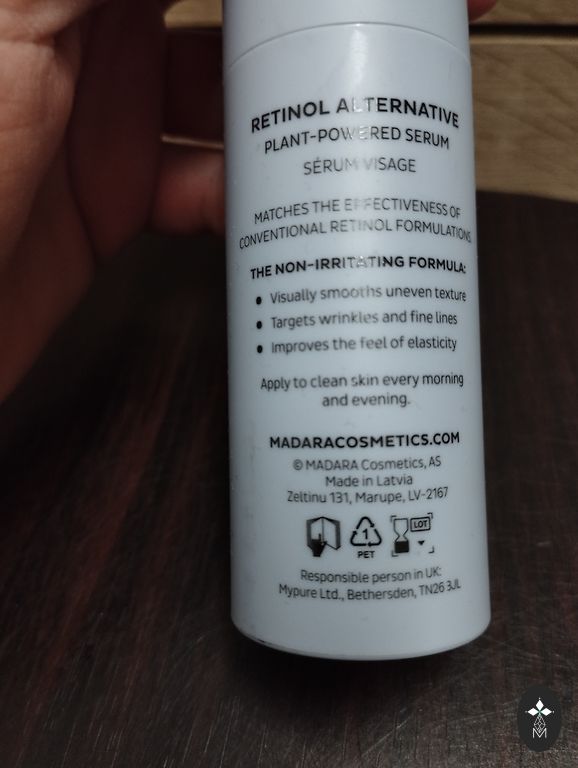 RETINOL ALTERNATIVE
PLANT-POWERED SERUM
SÉRUM VISAGE
MATCHES THE EFFECTIVENESS OF
CONVENTIONAL RETINOL FORMULATIONS.
THE NON-IRRITATING FORMULA:
• Visually smooths uneven texture
• Targets wrinkles and fine lines
• Improves the feel of elasticity
Apply to clean skin every morning
and evening.
MADARACOSMETICS.COM
© MADARA Cosmetics, AS
Made in Latvia
Zeltinu 131, Marupe, LV-2167
1 LOT
PET
Responsible person in UK:
Mypure Ltd., Bethersden, TN26 3JL
M